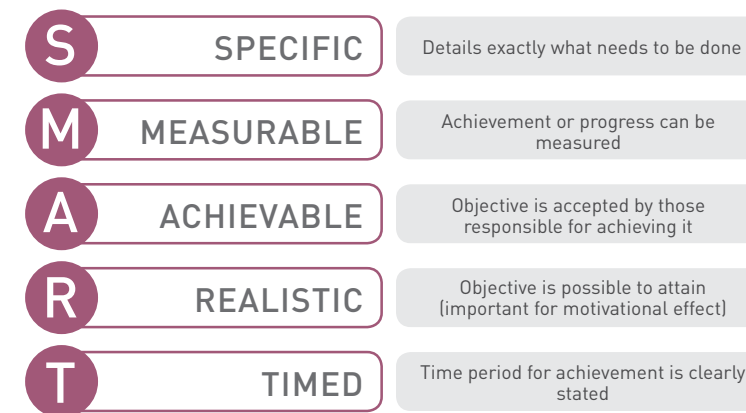 S SPECIFIC Details exactly what needs to be done
M MEASURABLE Achievement or progress can be
measured
A ACHIEVABLE Objective is accepted by those
responsible for achieving it
R REALISTIC Objective is possible to attain
(important for motivational effect)
T TIMED Time period for achievement is clearly
stated